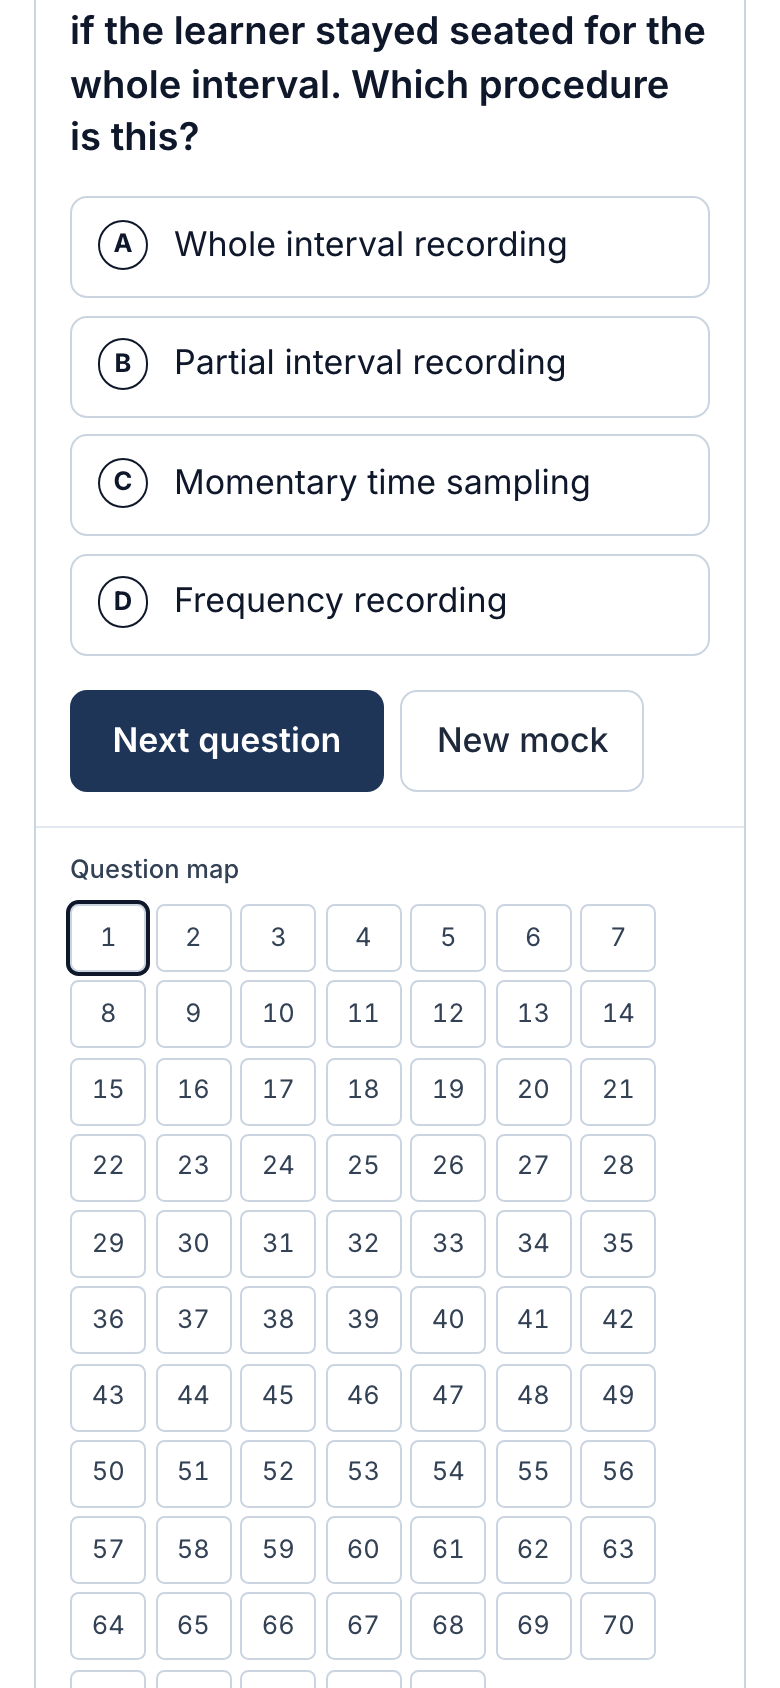 if the learner stayed seated for the
whole interval. Which procedure
is this?
A Whole interval recording
B Partial interval recording
C Momentary time sampling
D Frequency recording
Next question New mock
Question map
1 2 3 4 5 6 7
8 9 10 11 12 13 14
15 16 17 18 19 20 21
22 23 24 25 26 27 28
29 30 31 32 33 34 35
36 37 38 39 40 41 42
43 44 45 46 47 48 49
50 51 52 53 54 55 56
57 58 59 60 61 62 63
64 65 66 67 68 69 70